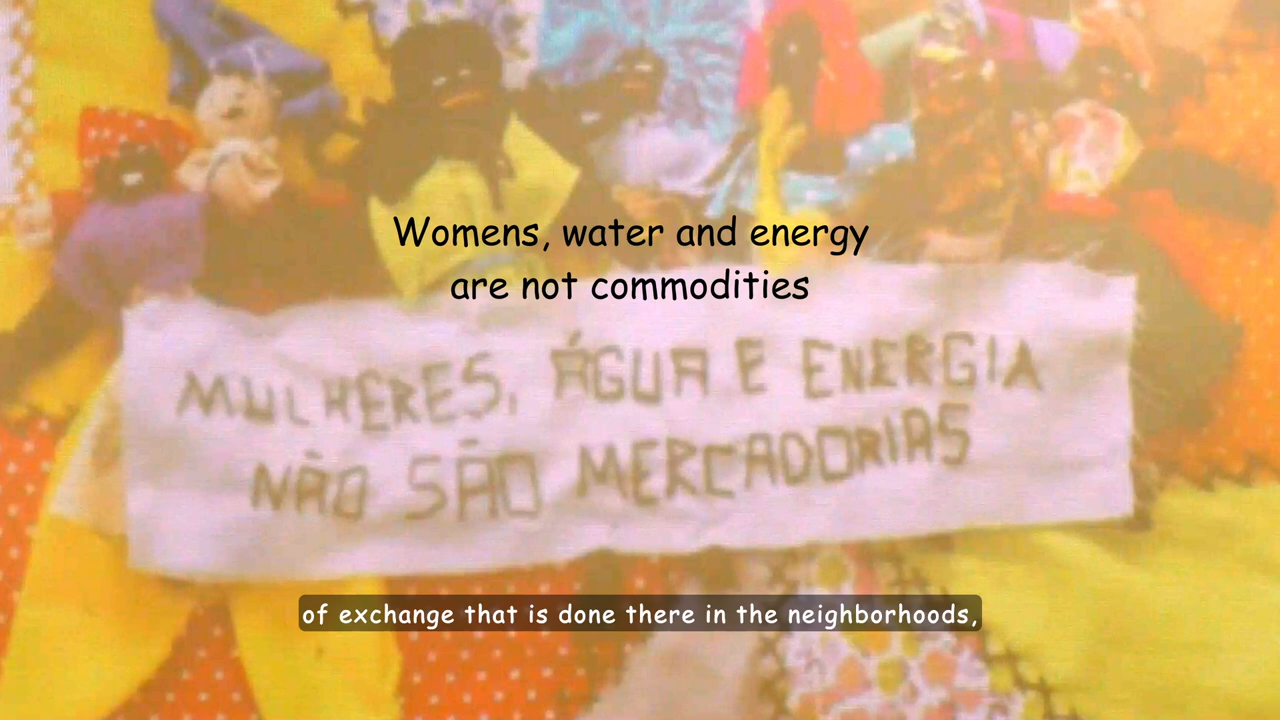 Womens, water and energy
are not commodities
MULHERES, ÁGUA E ENERGIA
NÃO SÃO MERCADORIAS
of exchange that is done there in the neighborhoods,